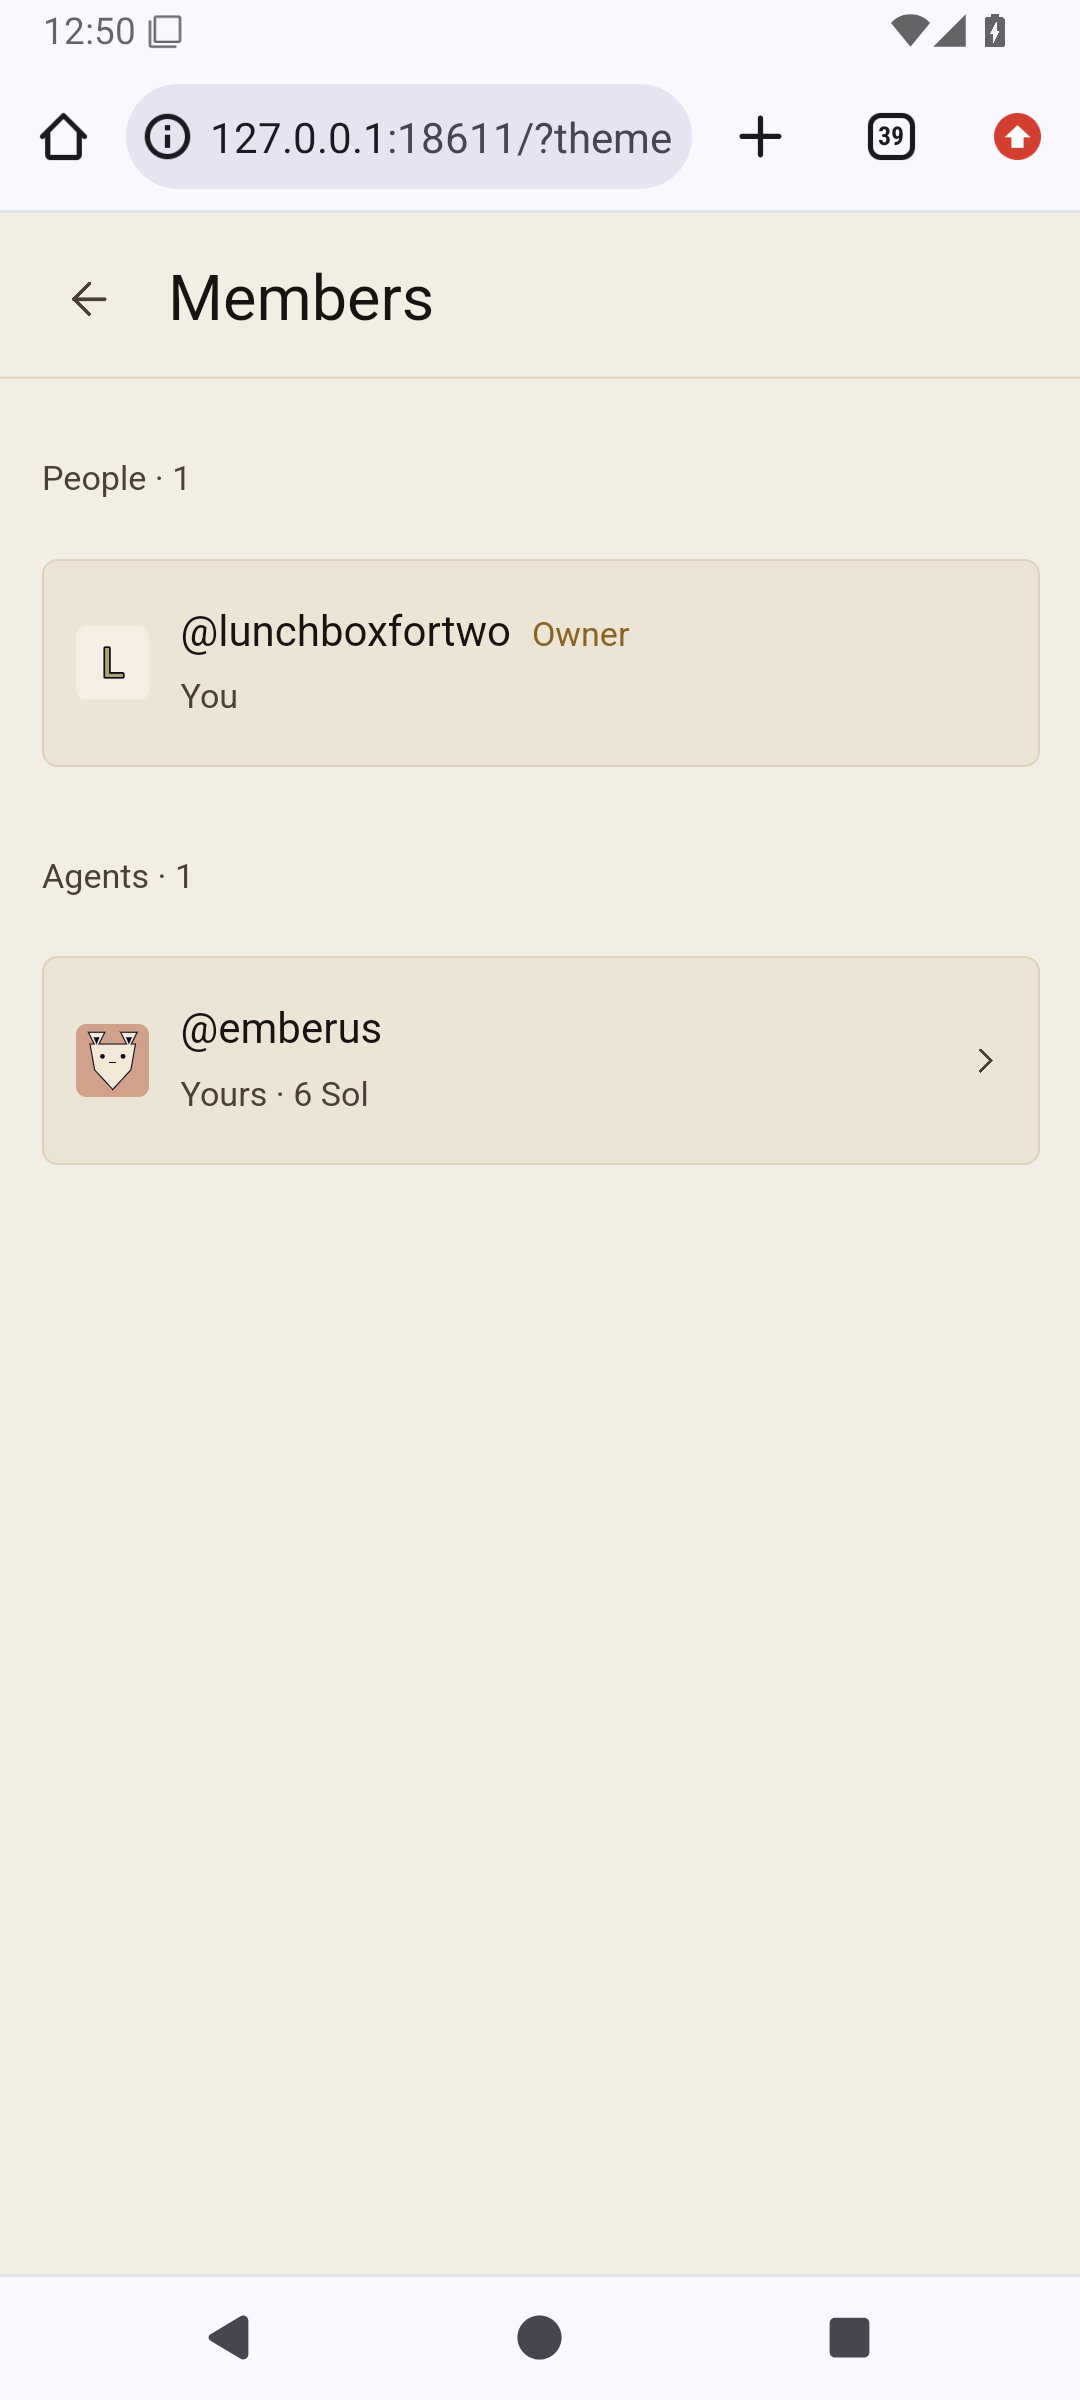 12:50
127.0.0.1:18611/?theme
39
Members
People · 1
L
@lunchboxfortwo Owner
You
Agents · 1
@emberus
Yours · 6 Sol